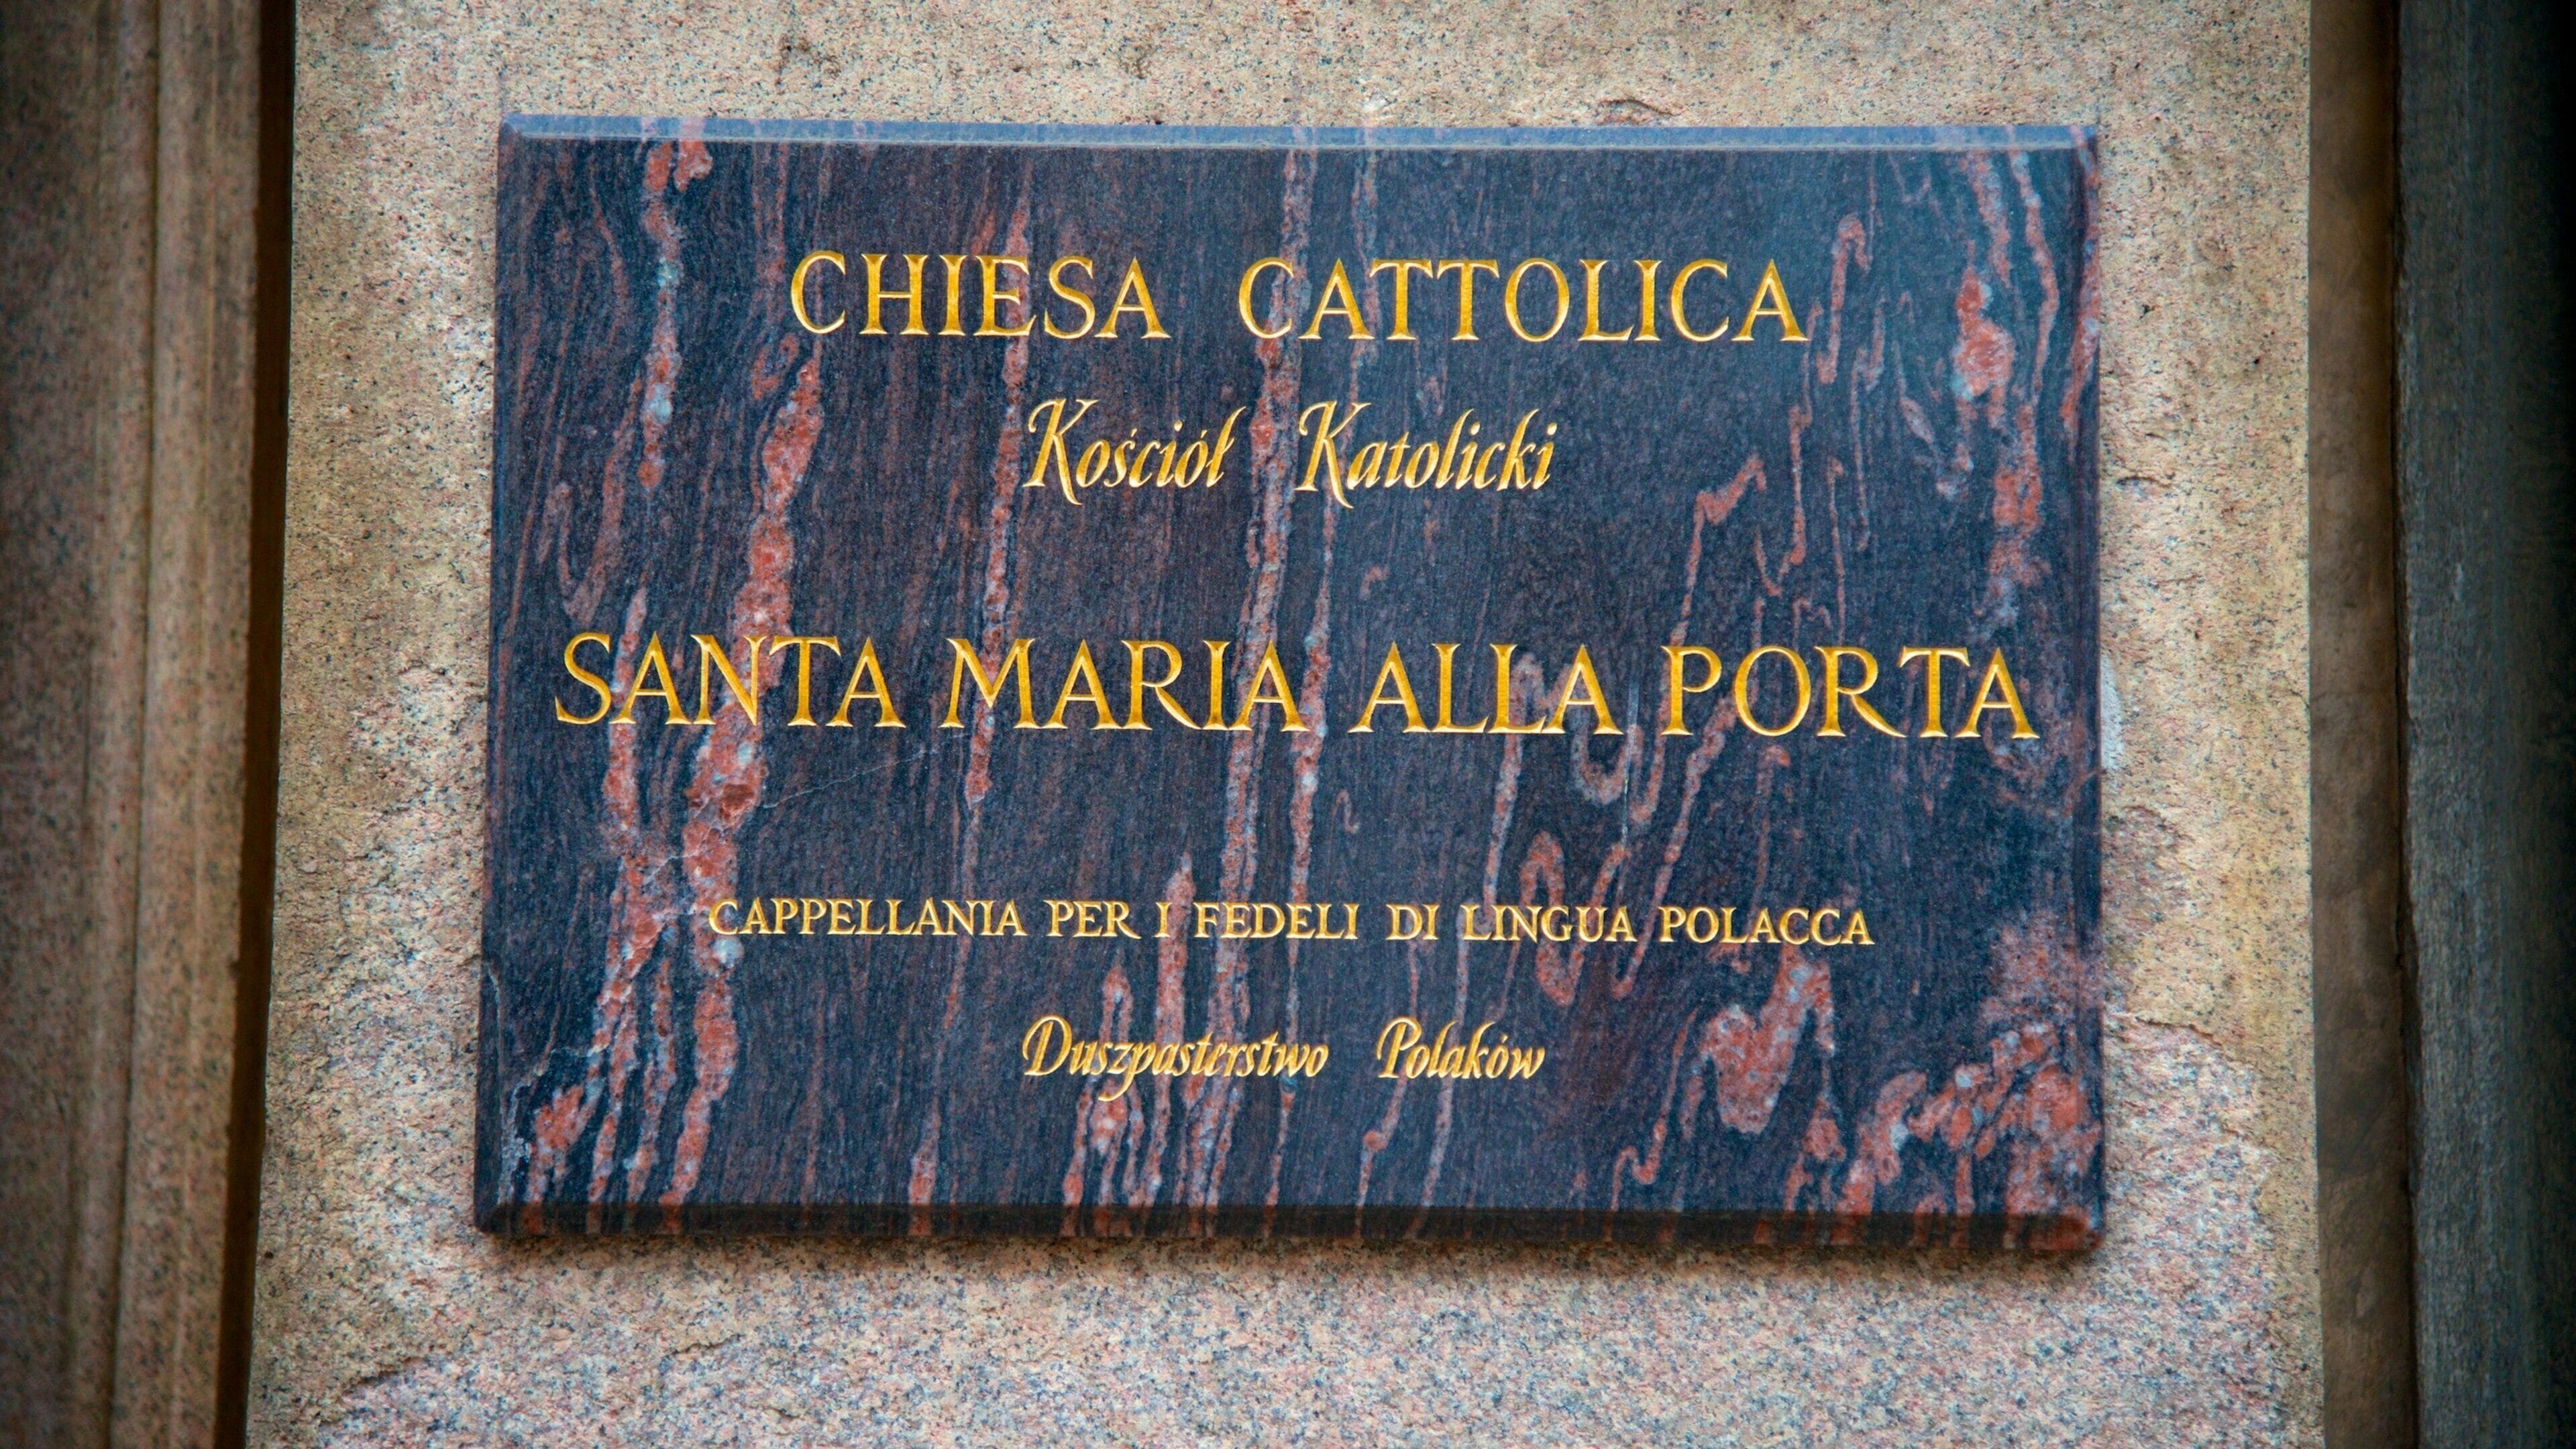 CHIESA CATTOLICA
Kościół Katolicki
SANTA MARIA ALLA PORTA
CAPPELLANIA PER I FEDELI DI LINGUA POLACCA
Duszpasterstwo Polaków